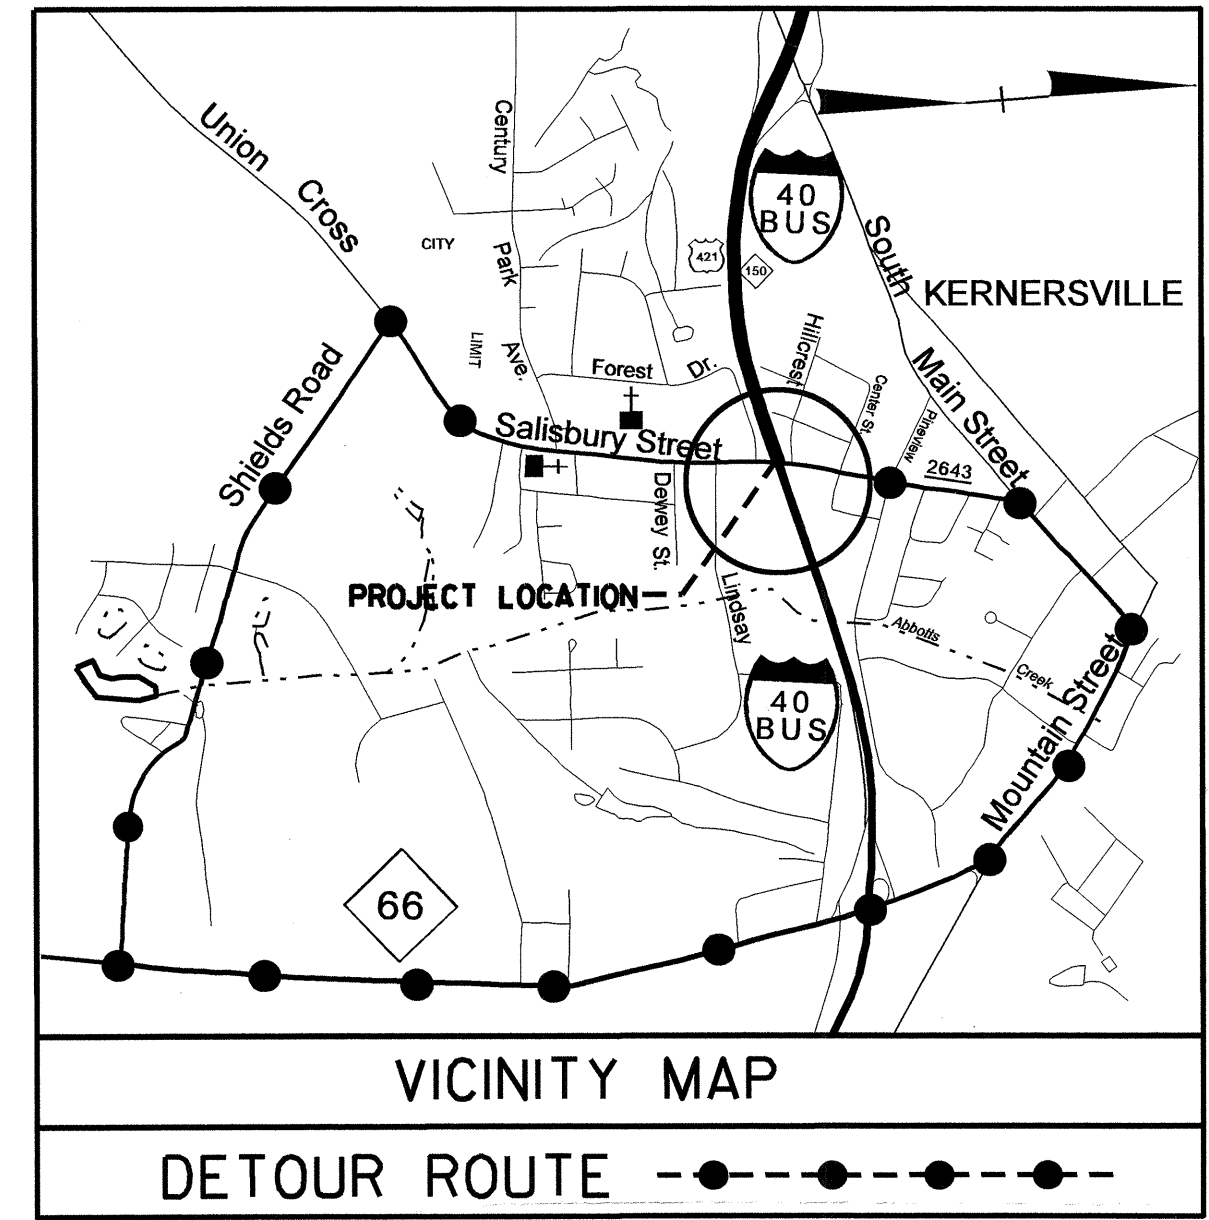 Union Cross
Century Park Ave.
CITY
LIMIT
40
BUS
421
150
South Main Street
KERNERSVILLE
Hillcrest
Center St.
Pineview
Forest Dr.
Shields Road
Salisbury Street
2643
Dewey St.
PROJECT LOCATION
Lindsay
Abbotts Creek
40
BUS
Mountain Street
66
VICINITY MAP
DETOUR ROUTE